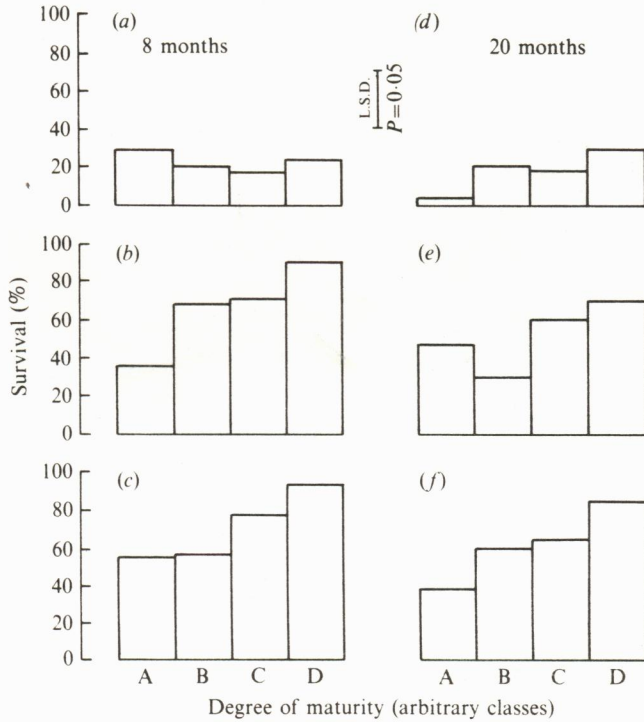 (a)
8 months
100
80
60
40
20
0
(d)
20 months
L.S.D.
P=0·05
(b)
80
60
40
20
0
(e)
Survival (%)
(c)
100
80
60
40
20
0
(f)
A B C D
A B C D
Degree of maturity (arbitrary classes)